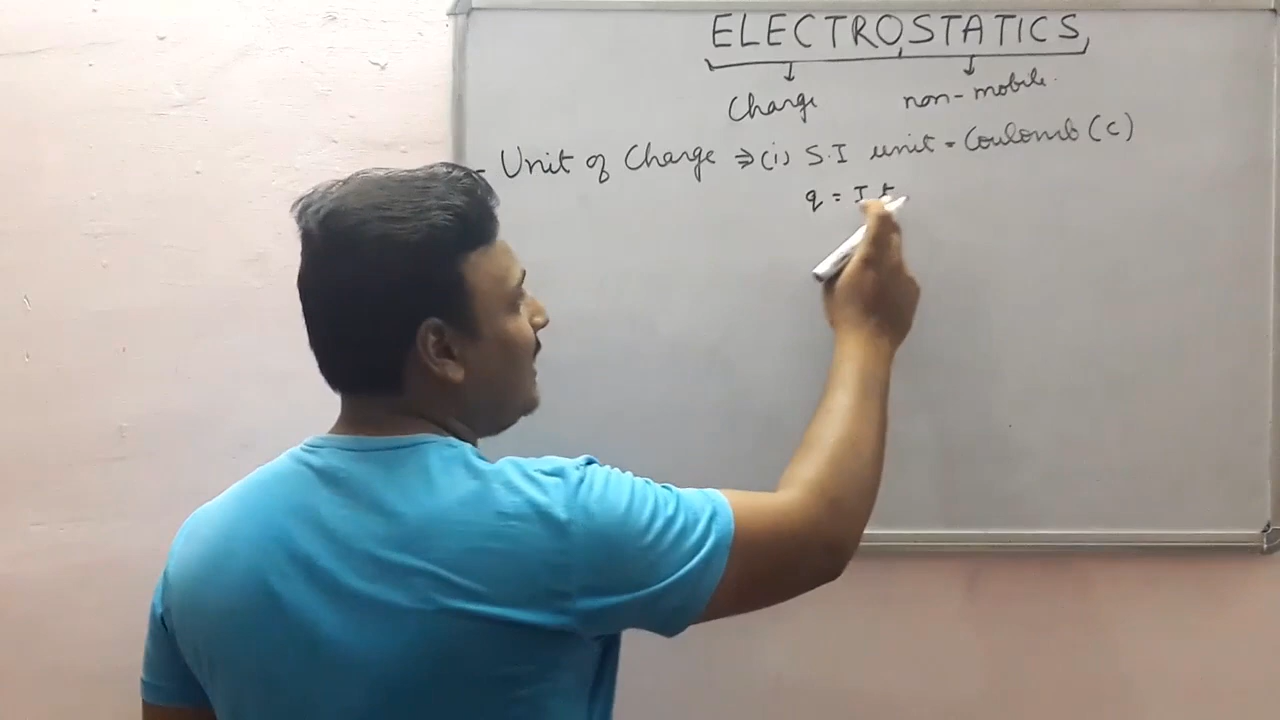 ELECTROSTATICS
Charge non-mobile.
- Unit of Charge ⇒ (i) S.I unit = Coulomb (C)
q = I t